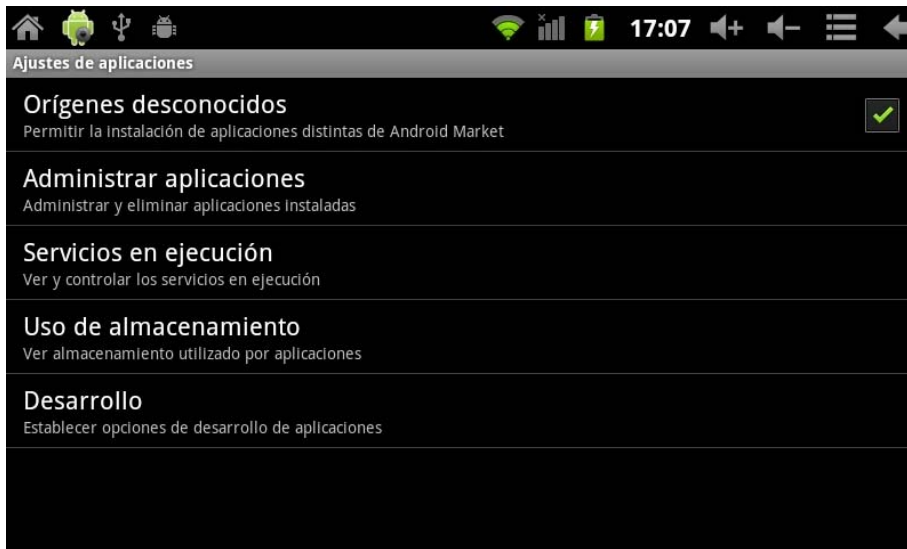 17:07
Ajustes de aplicaciones
Orígenes desconocidos
Permitir la instalación de aplicaciones distintas de Android Market
Administrar aplicaciones
Administrar y eliminar aplicaciones instaladas
Servicios en ejecución
Ver y controlar los servicios en ejecución
Uso de almacenamiento
Ver almacenamiento utilizado por aplicaciones
Desarrollo
Establecer opciones de desarrollo de aplicaciones